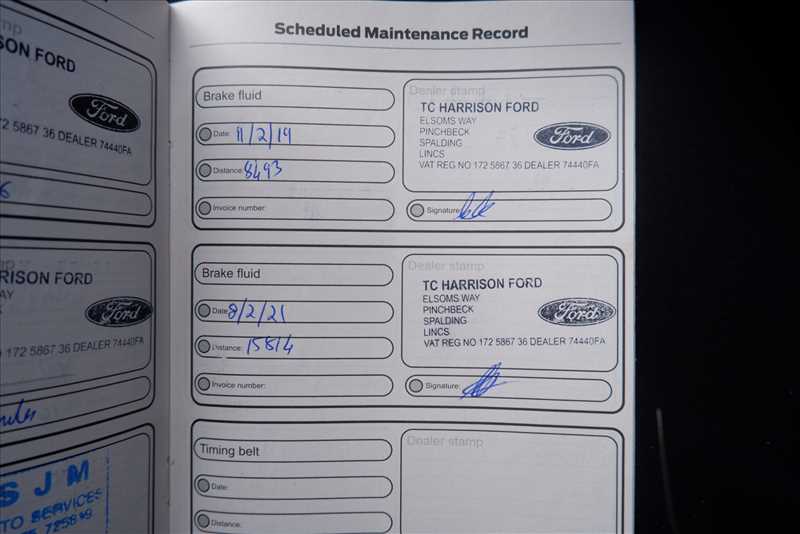 SON FORD
Ford
72 5867 36 DEALER 74440FA
RISON FORD
AY
Ford
NO 172 5867 36 DEALER 74440FA
S J M
TO SERVICES
Scheduled Maintenance Record
Brake fluid
Date: 11/2/19
Distance: 8493
Invoice number:
Dealer stamp
TC HARRISON FORD
ELSOMS WAY
PINCHBECK
SPALDING
LINCS
VAT REG NO 172 5867 36 DEALER 74440FA
Ford
Signature:
Brake fluid
Date: 8/2/21
Distance: 15814
Invoice number:
Dealer stamp
TC HARRISON FORD
ELSOMS WAY
PINCHBECK
SPALDING
LINCS
VAT REG NO 172 5867 36 DEALER 74440FA
Ford
Signature:
Timing belt
Date:
Distance:
Dealer stamp